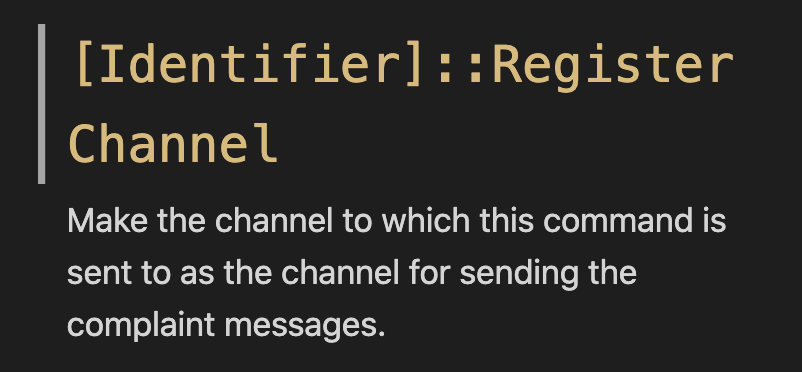 [Identifier]::Register
Channel
Make the channel to which this command is
sent to as the channel for sending the
complaint messages.